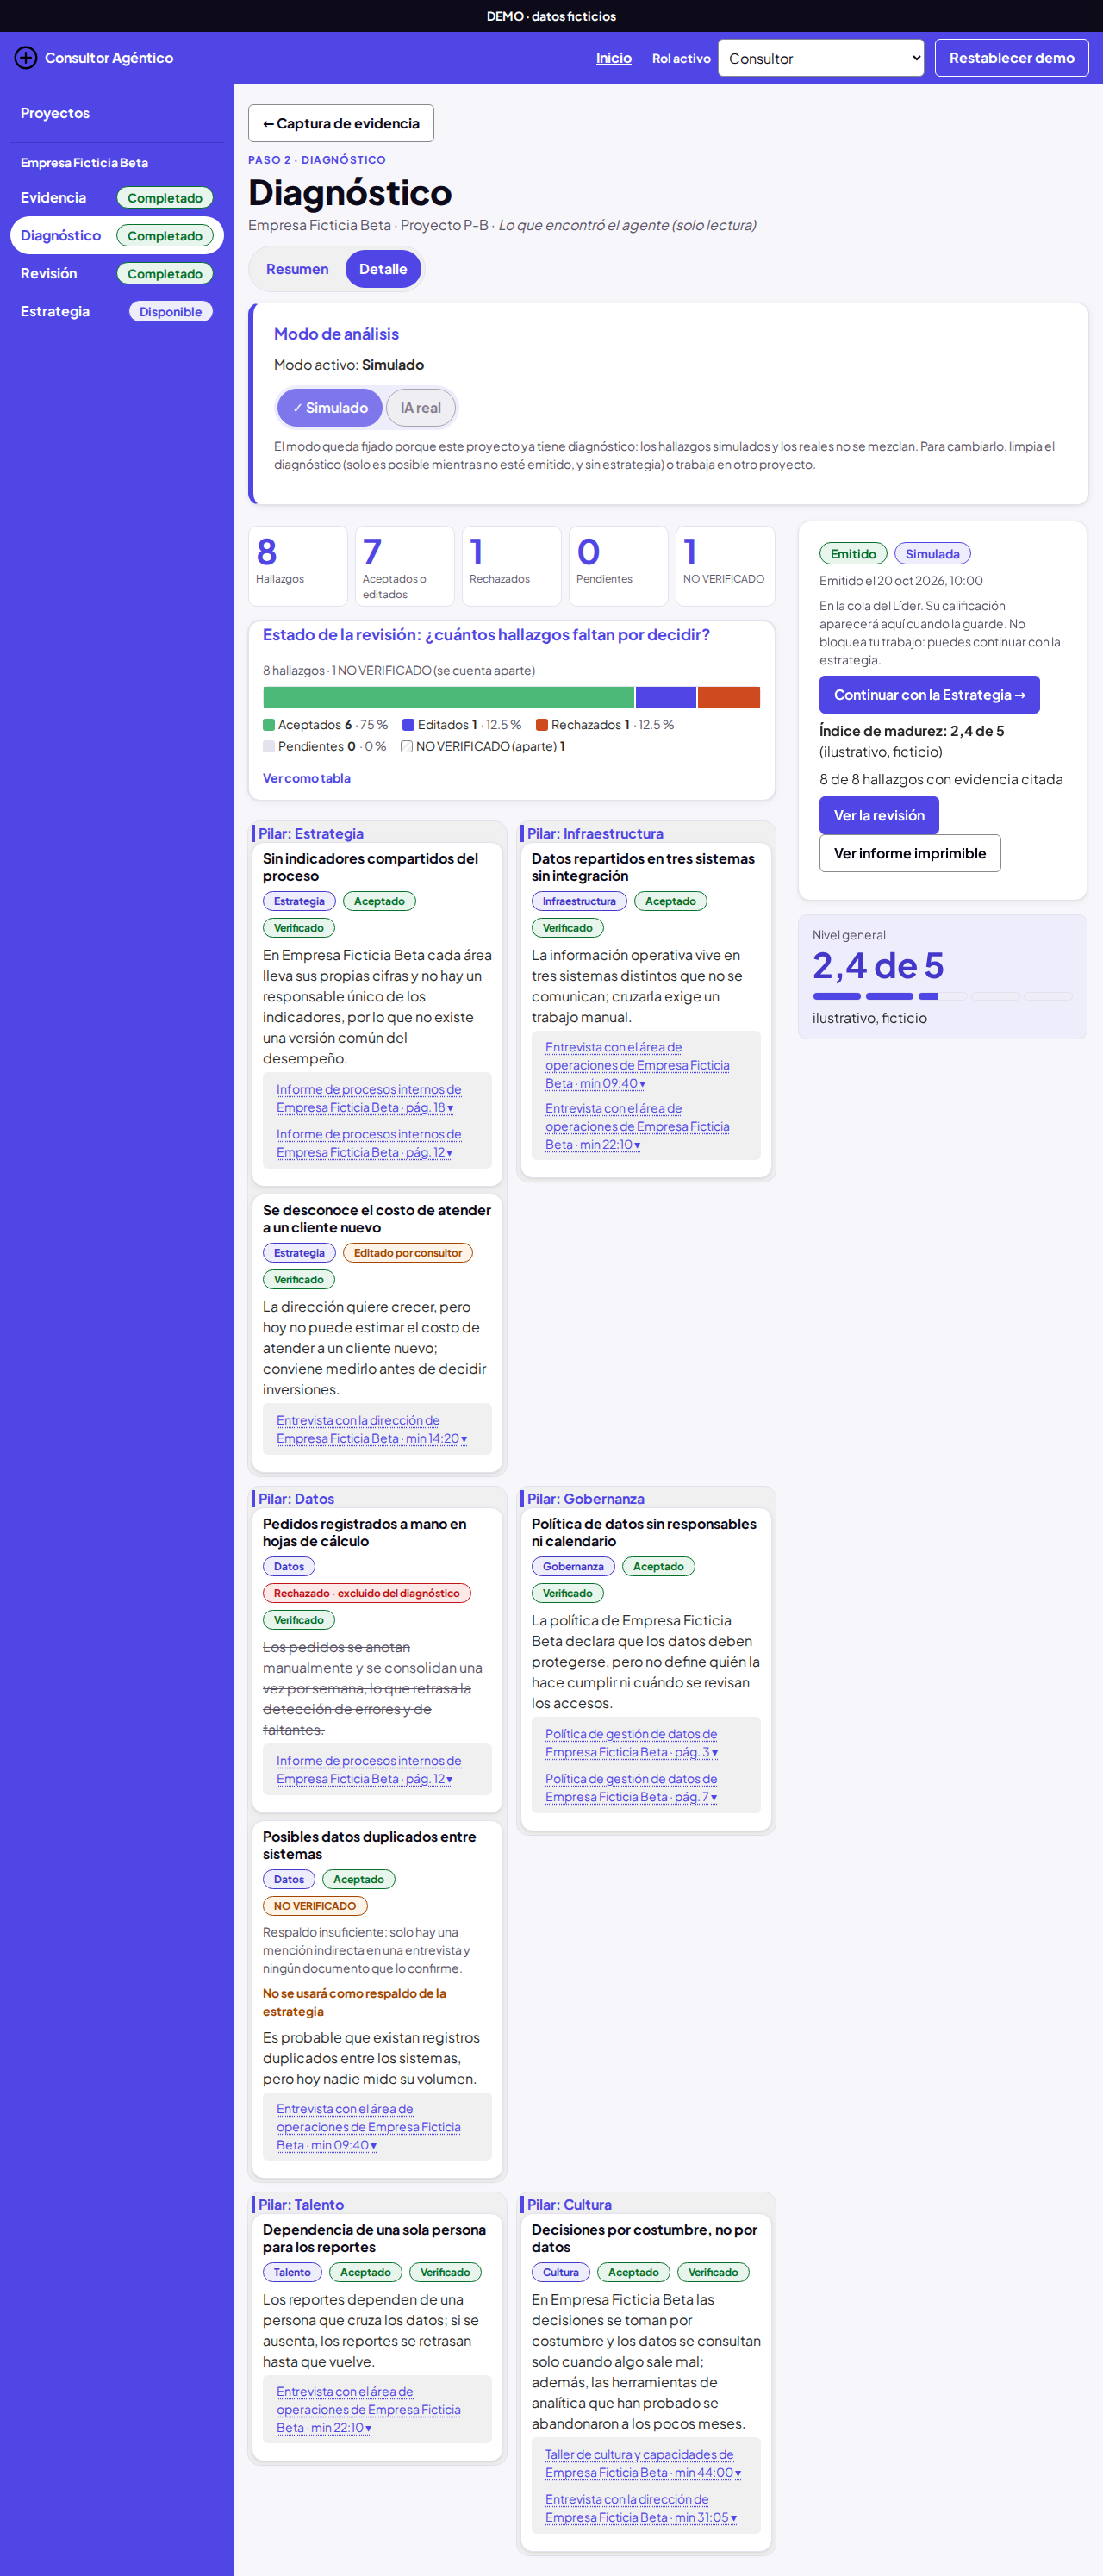 DEMO · datos ficticios
Consultor Agéntico
Inicio
Rol activo
Consultor
Restablecer demo
Proyectos
Empresa Ficticia Beta
Evidencia
Completado
Diagnóstico
Completado
Revisión
Completado
Estrategia
Disponible
← Captura de evidencia
PASO 2 · DIAGNÓSTICO
Diagnóstico
Empresa Ficticia Beta · Proyecto P-B · Lo que encontró el agente (solo lectura)
Resumen
Detalle
Modo de análisis
Modo activo: Simulado
✓ Simulado
IA real
El modo queda fijado porque este proyecto ya tiene diagnóstico: los hallazgos simulados y los reales no se mezclan. Para cambiarlo, limpia el
diagnóstico (solo es posible mientras no esté emitido, y sin estrategia) o trabaja en otro proyecto.
8
Hallazgos
7
Aceptados o
editados
1
Rechazados
0
Pendientes
1
NO VERIFICADO
Estado de la revisión: ¿cuántos hallazgos faltan por decidir?
8 hallazgos · 1 NO VERIFICADO (se cuenta aparte)
Aceptados 6 · 75 %
Editados 1 · 12.5 %
Rechazados 1 · 12.5 %
Pendientes 0 · 0 %
NO VERIFICADO (aparte) 1
Ver como tabla
Emitido
Simulada
Emitido el 20 oct 2026, 10:00
En la cola del Líder. Su calificación
aparecerá aquí cuando la guarde. No
bloquea tu trabajo: puedes continuar con la
estrategia.
Continuar con la Estrategia →
Índice de madurez: 2,4 de 5
(ilustrativo, ficticio)
8 de 8 hallazgos con evidencia citada
Ver la revisión
Ver informe imprimible
Nivel general
2,4 de 5
ilustrativo, ficticio
Pilar: Estrategia
Sin indicadores compartidos del
proceso
Estrategia
Aceptado
Verificado
En Empresa Ficticia Beta cada área
lleva sus propias cifras y no hay un
responsable único de los
indicadores, por lo que no existe
una versión común del
desempeño.
Informe de procesos internos de
Empresa Ficticia Beta · pág. 18 ▾
Informe de procesos internos de
Empresa Ficticia Beta · pág. 12 ▾
Se desconoce el costo de atender
a un cliente nuevo
Estrategia
Editado por consultor
Verificado
La dirección quiere crecer, pero
hoy no puede estimar el costo de
atender a un cliente nuevo;
conviene medirlo antes de decidir
inversiones.
Entrevista con la dirección de
Empresa Ficticia Beta · min 14:20 ▾
Pilar: Infraestructura
Datos repartidos en tres sistemas
sin integración
Infraestructura
Aceptado
Verificado
La información operativa vive en
tres sistemas distintos que no se
comunican; cruzarla exige un
trabajo manual.
Entrevista con el área de
operaciones de Empresa Ficticia
Beta · min 09:40 ▾
Entrevista con el área de
operaciones de Empresa Ficticia
Beta · min 22:10 ▾
Pilar: Datos
Pedidos registrados a mano en
hojas de cálculo
Datos
Rechazado · excluido del diagnóstico
Verificado
Los pedidos se anotan
manualmente y se consolidan una
vez por semana, lo que retrasa la
detección de errores y de
faltantes.
Informe de procesos internos de
Empresa Ficticia Beta · pág. 12 ▾
Posibles datos duplicados entre
sistemas
Datos
Aceptado
NO VERIFICADO
Respaldo insuficiente: solo hay una
mención indirecta en una entrevista y
ningún documento que lo confirme.
No se usará como respaldo de la
estrategia
Es probable que existan registros
duplicados entre los sistemas,
pero hoy nadie mide su volumen.
Entrevista con el área de
operaciones de Empresa Ficticia
Beta · min 09:40 ▾
Pilar: Gobernanza
Política de datos sin responsables
ni calendario
Gobernanza
Aceptado
Verificado
La política de Empresa Ficticia
Beta declara que los datos deben
protegerse, pero no define quién la
hace cumplir ni cuándo se revisan
los accesos.
Política de gestión de datos de
Empresa Ficticia Beta · pág. 3 ▾
Política de gestión de datos de
Empresa Ficticia Beta · pág. 7 ▾
Pilar: Talento
Dependencia de una sola persona
para los reportes
Talento
Aceptado
Verificado
Los reportes dependen de una
persona que cruza los datos; si se
ausenta, los reportes se retrasan
hasta que vuelve.
Entrevista con el área de
operaciones de Empresa Ficticia
Beta · min 22:10 ▾
Pilar: Cultura
Decisiones por costumbre, no por
datos
Cultura
Aceptado
Verificado
En Empresa Ficticia Beta las
decisiones se toman por
costumbre y los datos se consultan
solo cuando algo sale mal;
además, las herramientas de
analítica que han probado se
abandonaron a los pocos meses.
Taller de cultura y capacidades de
Empresa Ficticia Beta · min 44:00 ▾
Entrevista con la dirección de
Empresa Ficticia Beta · min 31:05 ▾